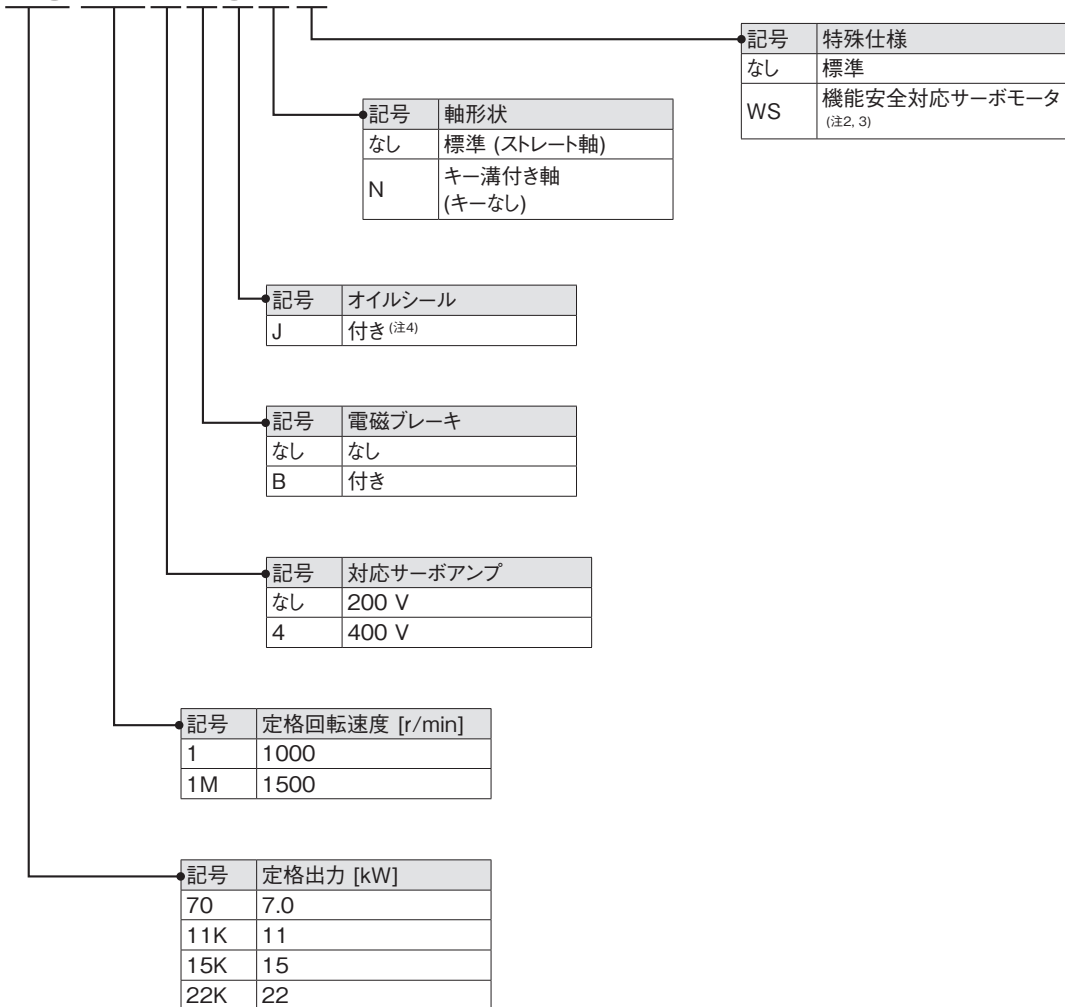 記号 特殊仕様
なし 標準
WS 機能安全対応サーボモータ
(注2, 3)
記号 軸形状
なし 標準 (ストレート軸)
N キー溝付き軸
(キーなし)
記号 オイルシール
J 付き(注4)
記号 電磁ブレーキ
なし なし
B 付き
記号 対応サーボアンプ
なし 200 V
4 400 V
記号 定格回転速度 [r/min]
1 1000
1M 1500
記号 定格出力 [kW]
70 7.0
11K 11
15K 15
22K 22